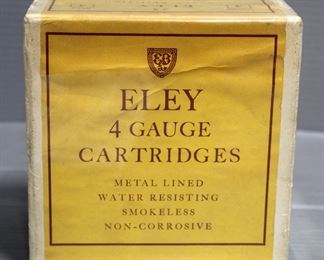 ELEY
4 GAUGE
CARTRIDGES
METAL LINED
WATER RESISTING
SMOKELESS
NON-CORROSIVE